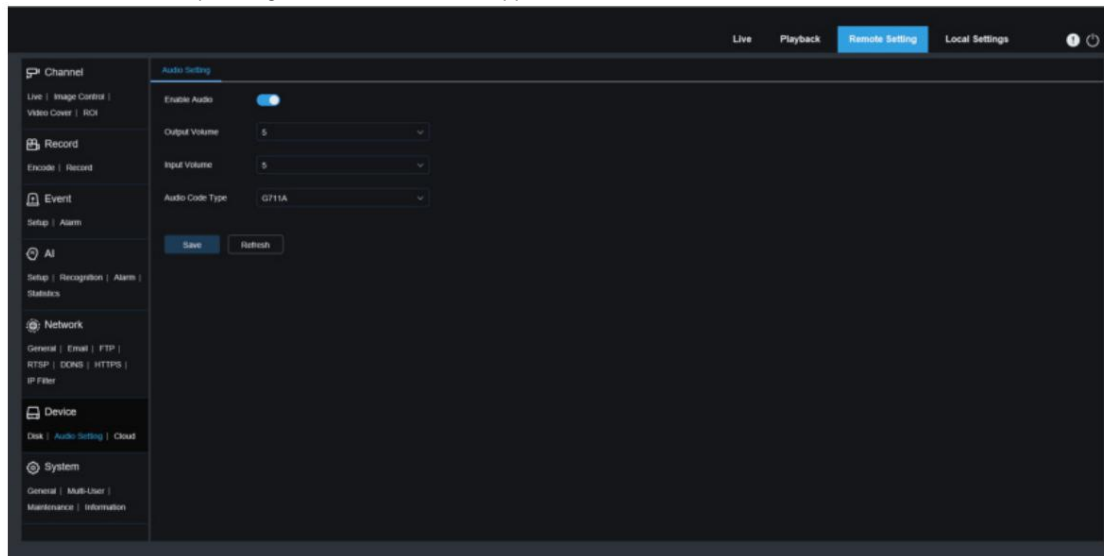 Live Playback Remote Setting Local Settings
Channel
Live | Image Control |
Video Cover | ROI
Record
Encode | Record
Event
Setup | Alarm
AI
Setup | Recognition | Alarm |
Statistics
Network
General | Email | FTP |
RTSP | DDNS | HTTPS |
IP Filter
Device
Disk | Audio Setting | Cloud
System
General | Multi-User |
Maintenance | Information
Audio Setting
Enable Audio
Output Volume 5
Input Volume 5
Audio Code Type G711A
Save Refresh